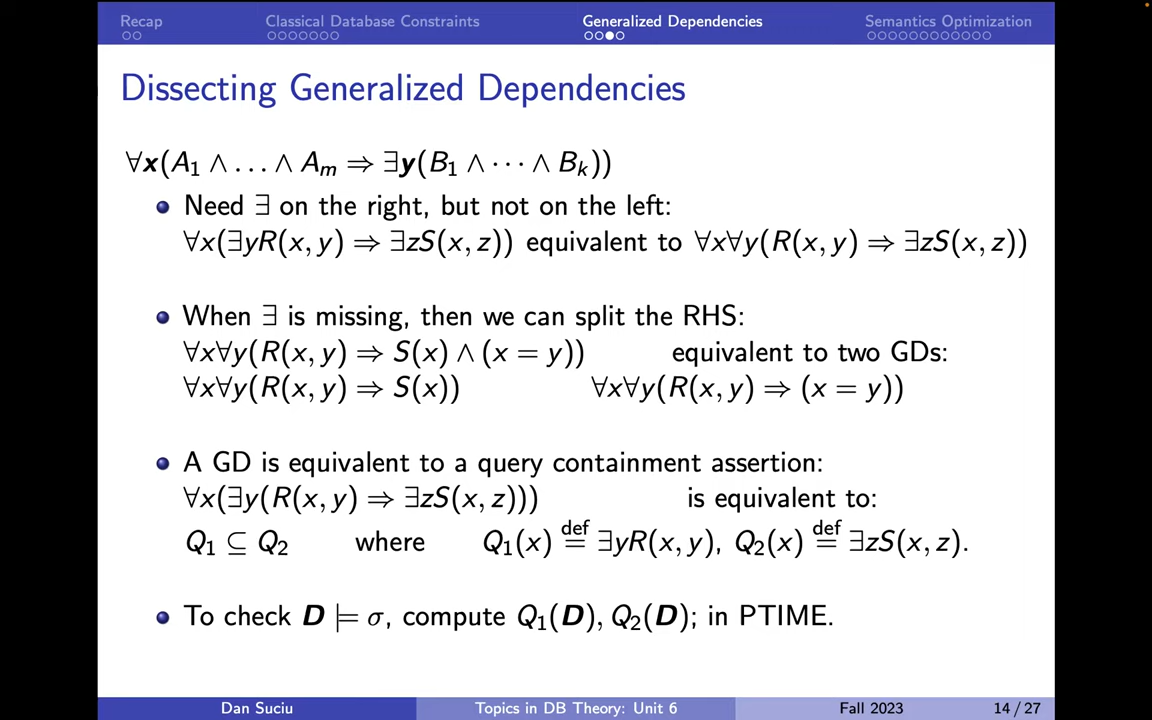 Recap Classical Database Constraints Generalized Dependencies Semantics Optimization
Dissecting Generalized Dependencies
∀x(A₁ ∧ . . . ∧ Aₘ ⇒ ∃y(B₁ ∧ · · · ∧ Bₖ))
Need ∃ on the right, but not on the left:
∀x(∃yR(x, y) ⇒ ∃zS(x, z)) equivalent to ∀x∀y(R(x, y) ⇒ ∃zS(x, z))
When ∃ is missing, then we can split the RHS:
∀x∀y(R(x, y) ⇒ S(x) ∧ (x = y)) equivalent to two GDs:
∀x∀y(R(x, y) ⇒ S(x)) ∀x∀y(R(x, y) ⇒ (x = y))
A GD is equivalent to a query containment assertion:
∀x(∃y(R(x, y) ⇒ ∃zS(x, z))) is equivalent to:
Q₁ ⊆ Q₂ where Q₁(x) def= ∃yR(x, y), Q₂(x) def= ∃zS(x, z).
To check D ⊨ σ, compute Q₁(D), Q₂(D); in PTIME.
Dan Suciu Topics in DB Theory: Unit 6 Fall 2023 14 / 27